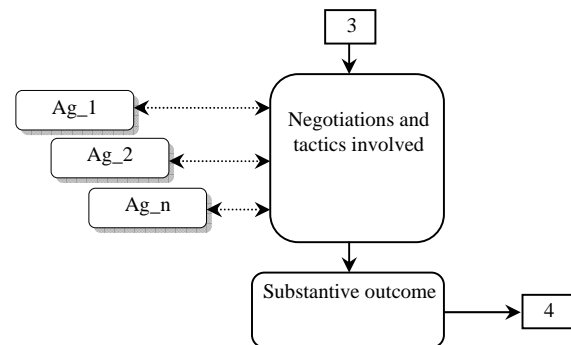 3
Ag_1
Negotiations and
tactics involved
Ag_2
Ag_n
Substantive outcome
4